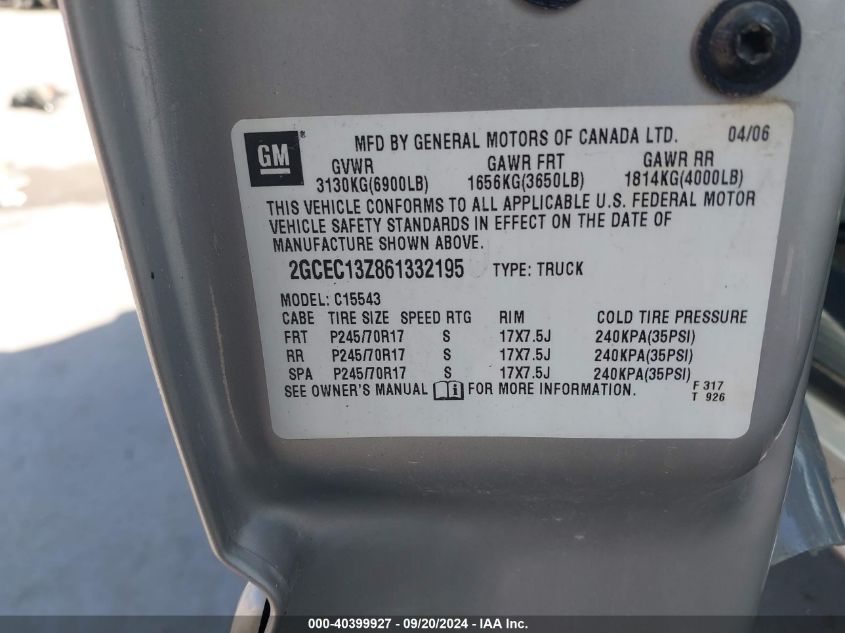 GM ® MFD BY GENERAL MOTORS OF CANADA LTD. 04/06
GVWR GAWR FRT GAWR RR
3130KG(6900LB) 1656KG(3650LB) 1814KG(4000LB)
THIS VEHICLE CONFORMS TO ALL APPLICABLE U.S. FEDERAL MOTOR
VEHICLE SAFETY STANDARDS IN EFFECT ON THE DATE OF
MANUFACTURE SHOWN ABOVE.
2GCEC13Z861332195 TYPE: TRUCK
MODEL: C15543
CABE TIRE SIZE SPEED RTG RIM COLD TIRE PRESSURE
FRT P245/70R17 S 17X7.5J 240KPA(35PSI)
RR P245/70R17 S 17X7.5J 240KPA(35PSI)
SPA P245/70R17 S 17X7.5J 240KPA(35PSI)
SEE OWNER'S MANUAL FOR MORE INFORMATION. F 317
T 926
000-40399927 - 09/20/2024 - IAA Inc.